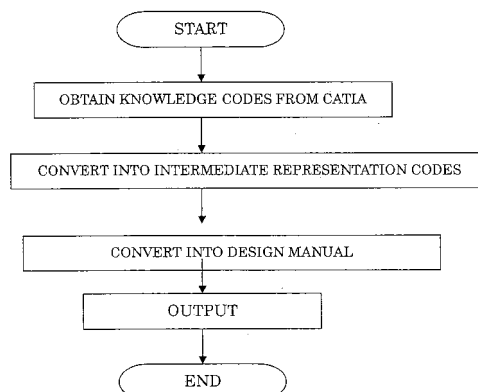 START
OBTAIN KNOWLEDGE CODES FROM CATIA
CONVERT INTO INTERMEDIATE REPRESENTATION CODES
CONVERT INTO DESIGN MANUAL
OUTPUT
END